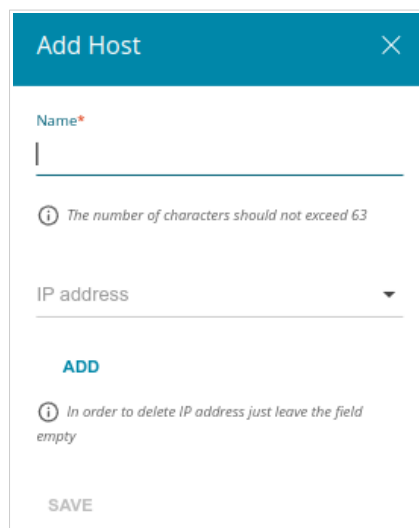 Add Host
Name*
The number of characters should not exceed 63
IP address
ADD
In order to delete IP address just leave the field
empty
SAVE